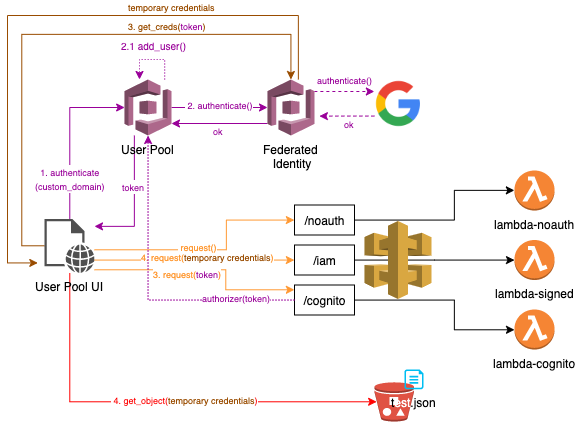 temporary credentials
3. get_creds(token)
2.1 add_user()
authenticate()
2. authenticate()
ok
ok
User Pool
Federated
Identity
1. authenticate
(custom_domain)
token
/noauth
lambda-noauth
request()
4. request(temporary credentials)
/iam
3. request(token)
User Pool UI
lambda-signed
authorizer(token)
/cognito
lambda-cognito
4. get_object(temporary credentials)
test.json